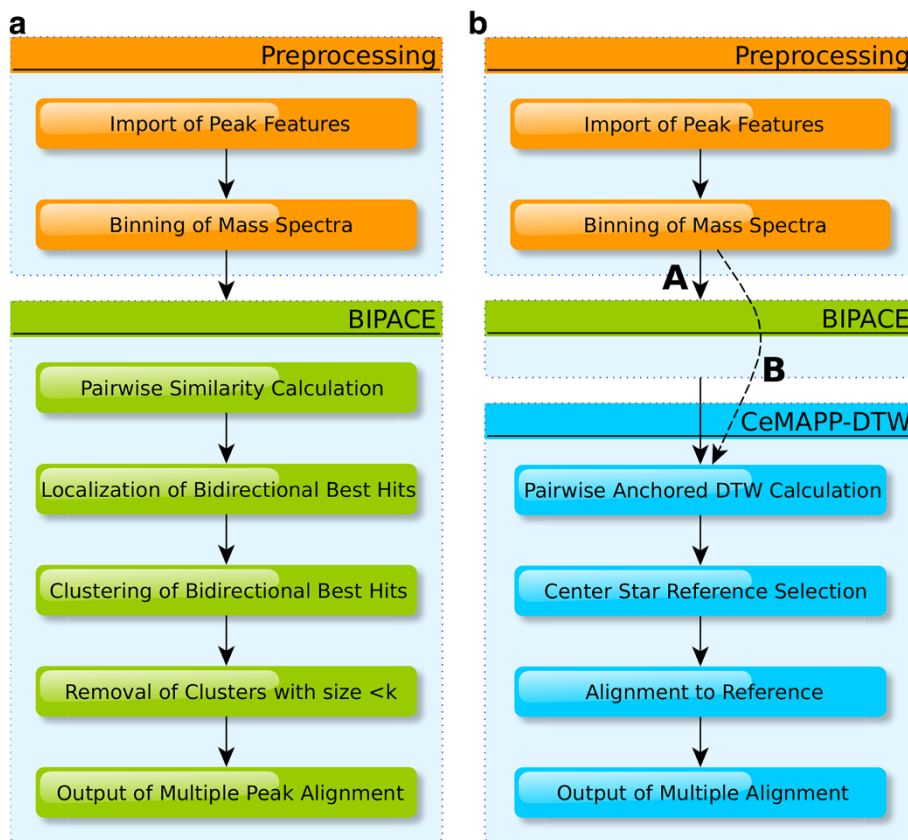 a
Preprocessing
Import of Peak Features
Binning of Mass Spectra
BIPACE
Pairwise Similarity Calculation
Localization of Bidirectional Best Hits
Clustering of Bidirectional Best Hits
Removal of Clusters with size <k
Output of Multiple Peak Alignment
b
Preprocessing
Import of Peak Features
Binning of Mass Spectra
A
BIPACE
B
CeMAPP-DTW
Pairwise Anchored DTW Calculation
Center Star Reference Selection
Alignment to Reference
Output of Multiple Alignment